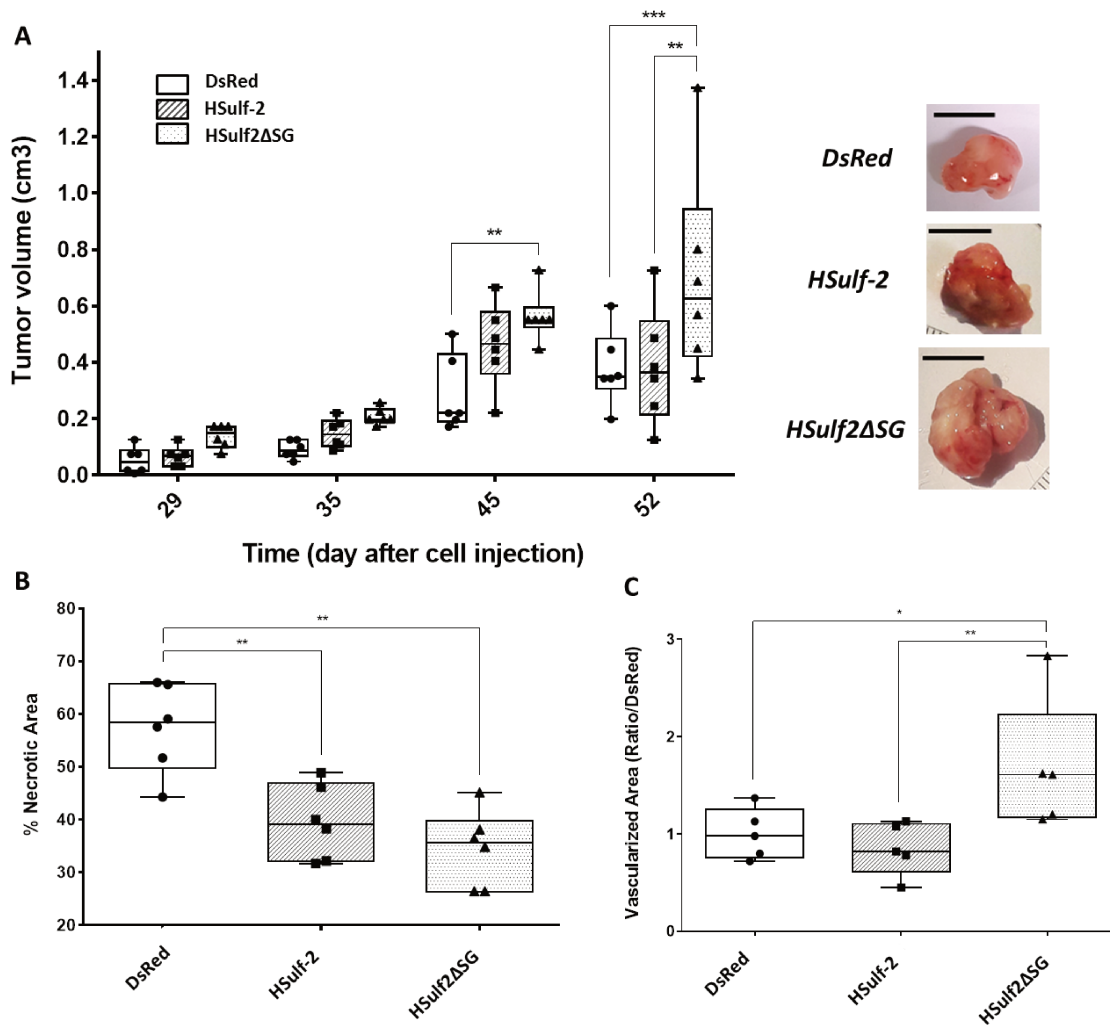 A
***
**
1.4
1.2
1.0
0.8
0.6
0.4
0.2
0.0
Tumor volume (cm3)
DsRed
HSulf-2
HSulf2ΔSG
**
29
35
45
52
Time (day after cell injection)
DsRed
HSulf-2
HSulf2ΔSG
B
80
70
60
50
40
30
20
% Necrotic Area
**
**
DsRed
HSulf-2
HSulf2ΔSG
C
3
2
1
0
Vascularized Area (Ratio/DsRed)
*
**
DsRed
HSulf-2
HSulf2ΔSG